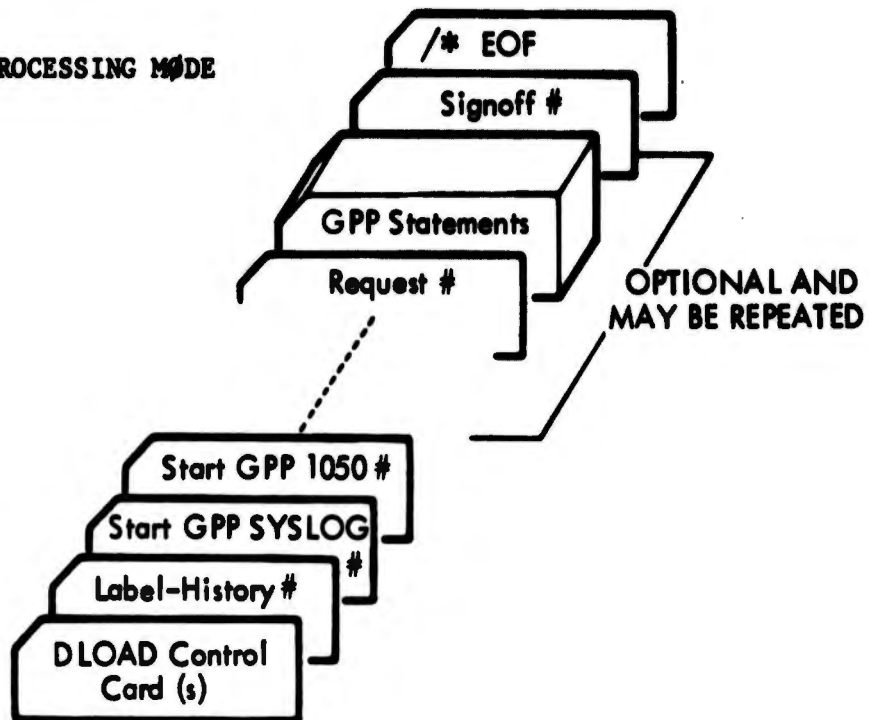 ROCESSING MØDE
/* EOF
Signoff #
GPP Statements
Request #
OPTIONAL AND
MAY BE REPEATED
Start GPP 1050 #
Start GPP SYSLOG
#
Label-History #
DLOAD Control
Card (s)